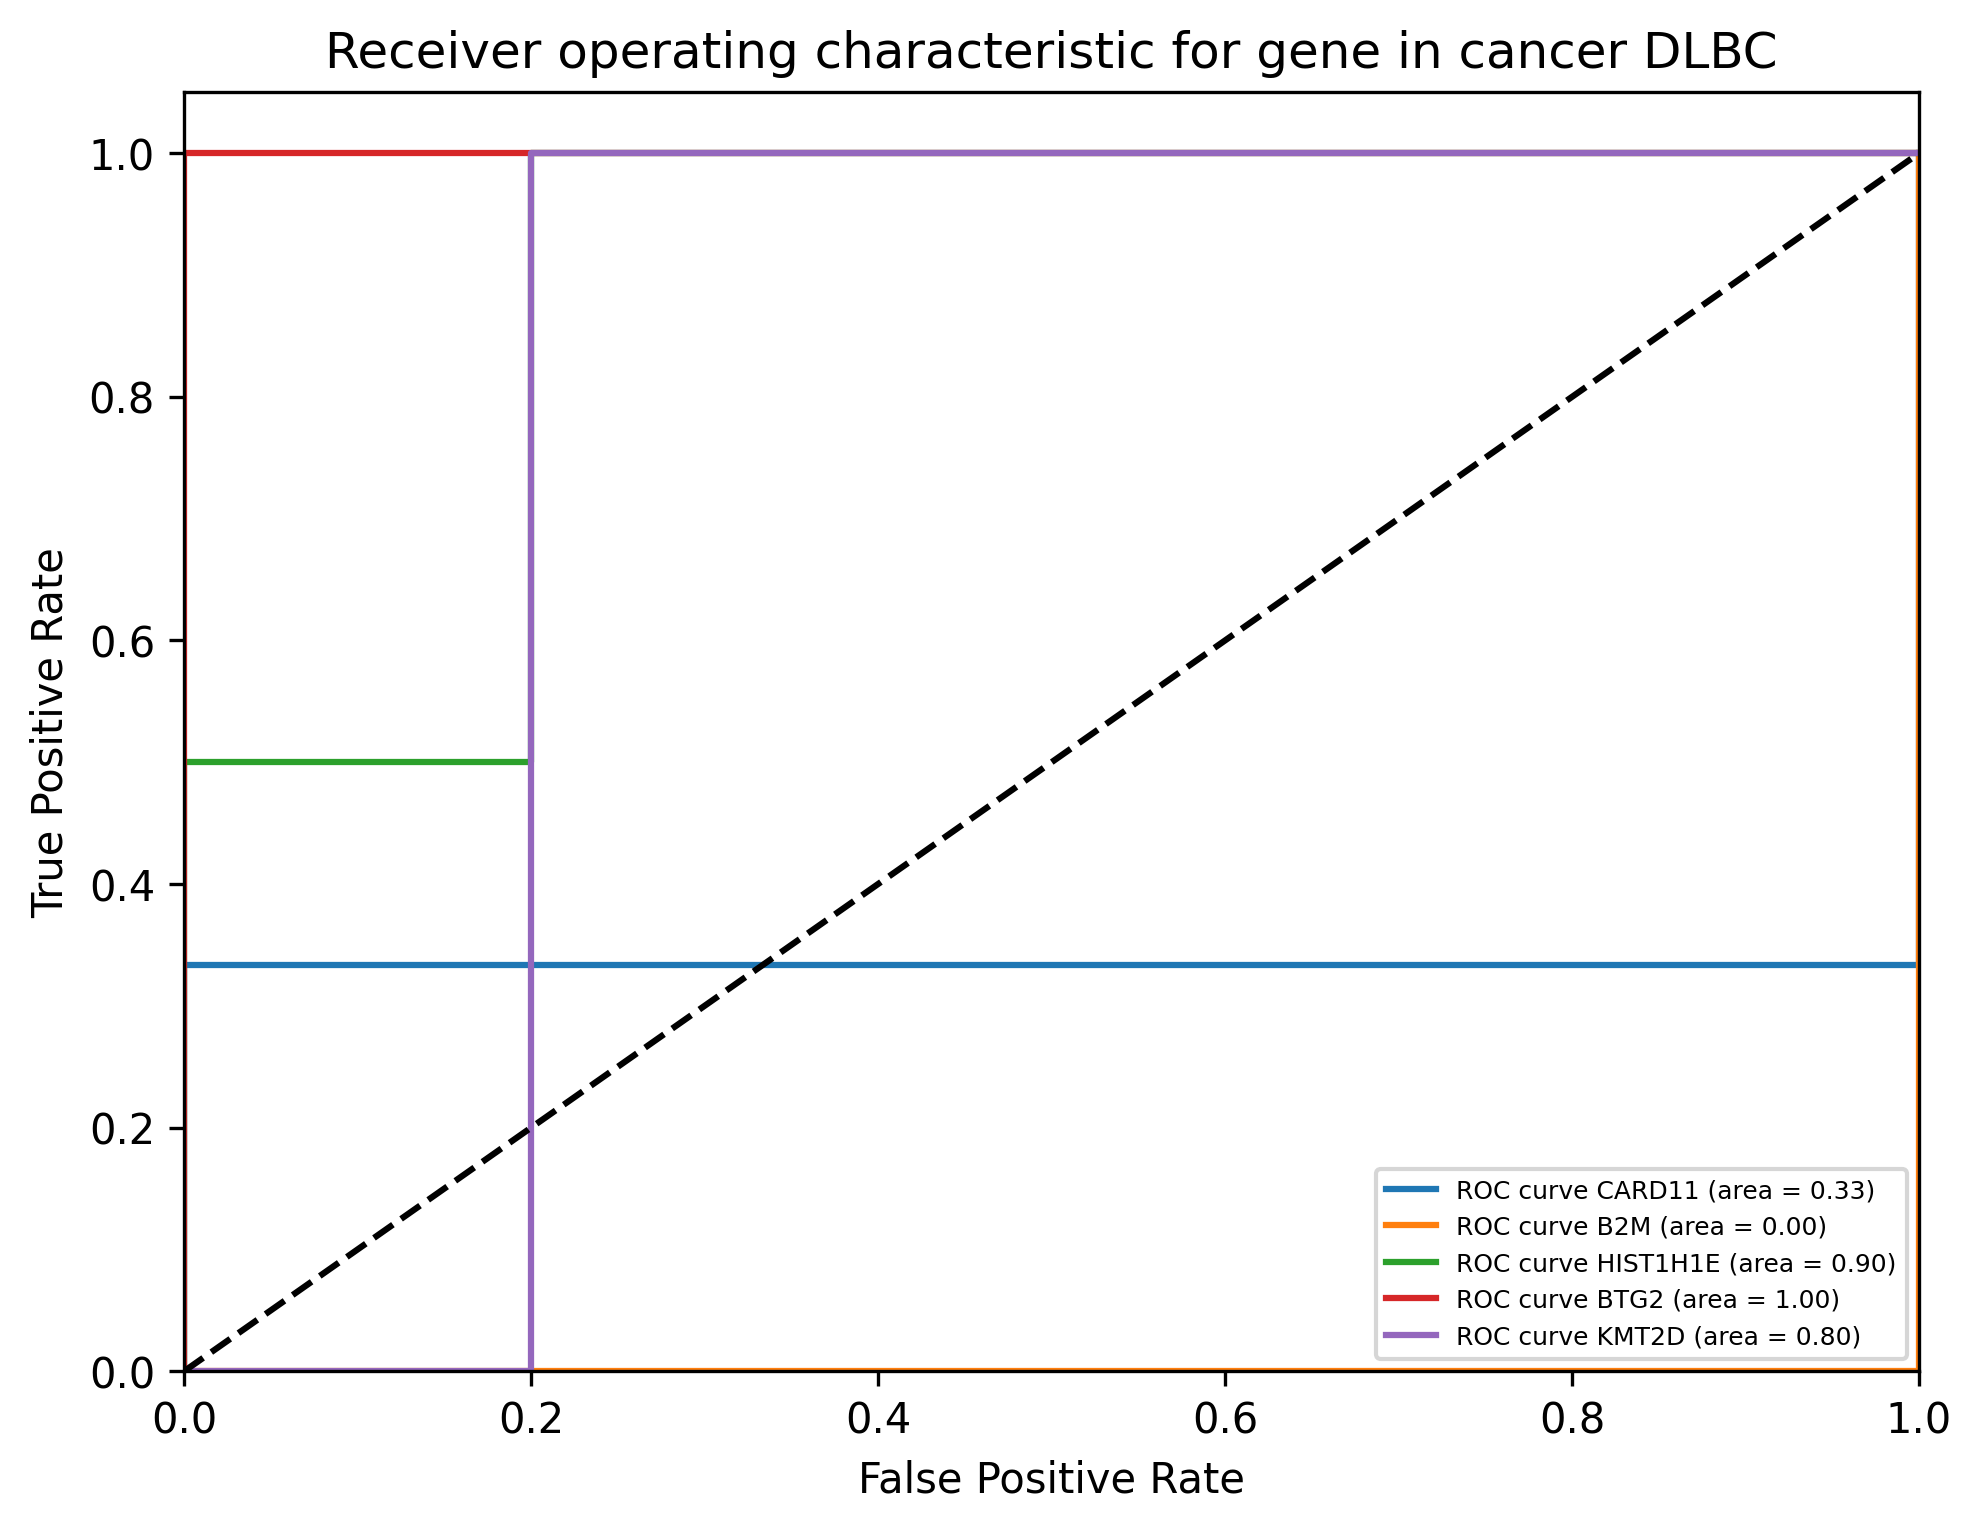 Receiver operating characteristic for gene in cancer DLBC
True Positive Rate
1.0
0.8
0.6
0.4
0.2
0.0
ROC curve CARD11 (area = 0.33)
ROC curve B2M (area = 0.00)
ROC curve HIST1H1E (area = 0.90)
ROC curve BTG2 (area = 1.00)
ROC curve KMT2D (area = 0.80)
0.0 0.2 0.4 0.6 0.8 1.0
False Positive Rate